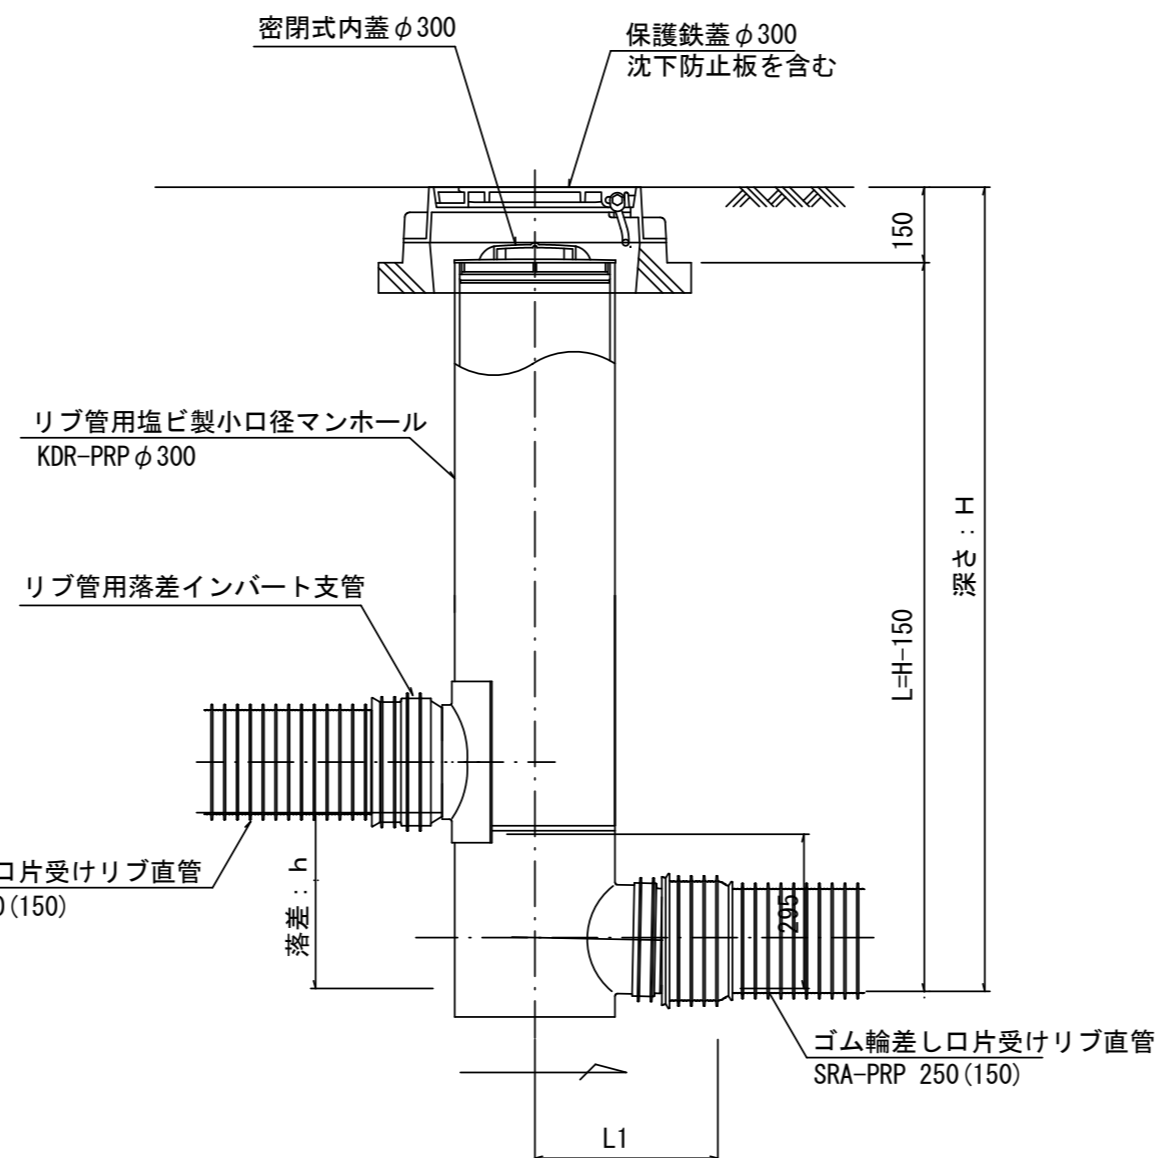 密閉式内蓋φ300
保護鉄蓋φ300
沈下防止板を含む
150
リブ管用塩ビ製小口径マンホール
KDR-PRPφ300
深さ：H
リブ管用落差インバート支管
L=H-150
口片受けリブ直管
0(150)
落差：h
295
ゴム輪差し口片受けリブ直管
SRA-PRP 250(150)
L1